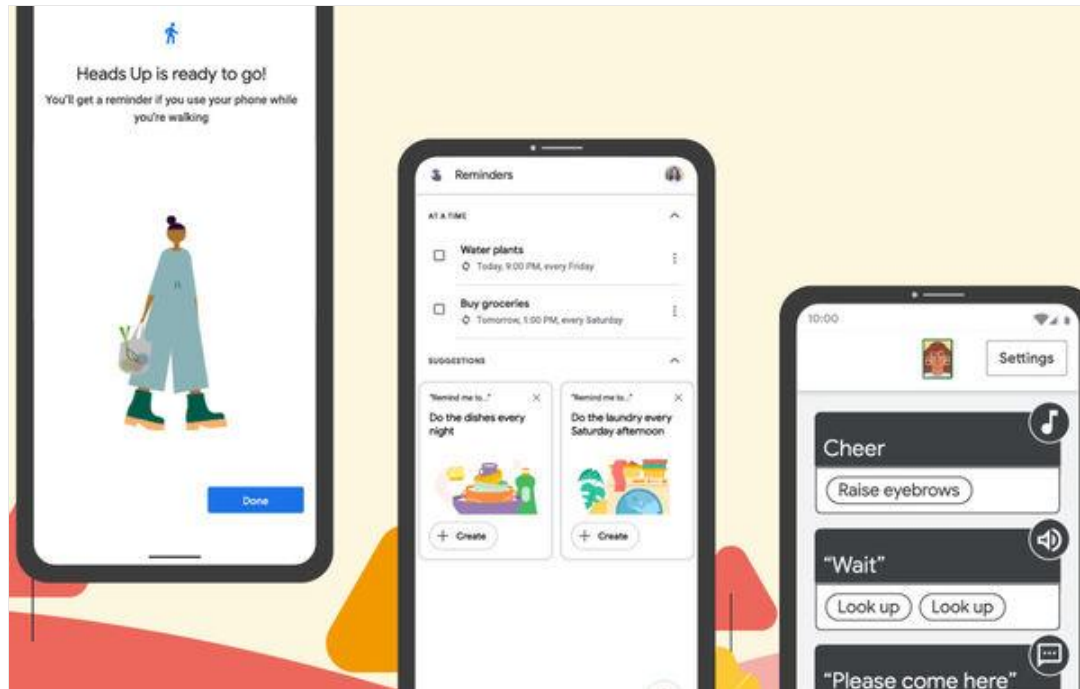 Heads Up is ready to go!
You'll get a reminder if you use your phone while
you're walking
Done
Reminders
AT A TIME
Water plants
Today, 9:00 PM, every Friday
Buy groceries
Tomorrow, 1:00 PM, every Saturday
SUGGESTIONS
"Remind me to..."
Do the dishes every
night
Create
"Remind me to..."
Do the laundry every
Saturday afternoon
Create
10:00
Settings
Cheer
Raise eyebrows
“Wait”
Look up
Look up
“Please come here”